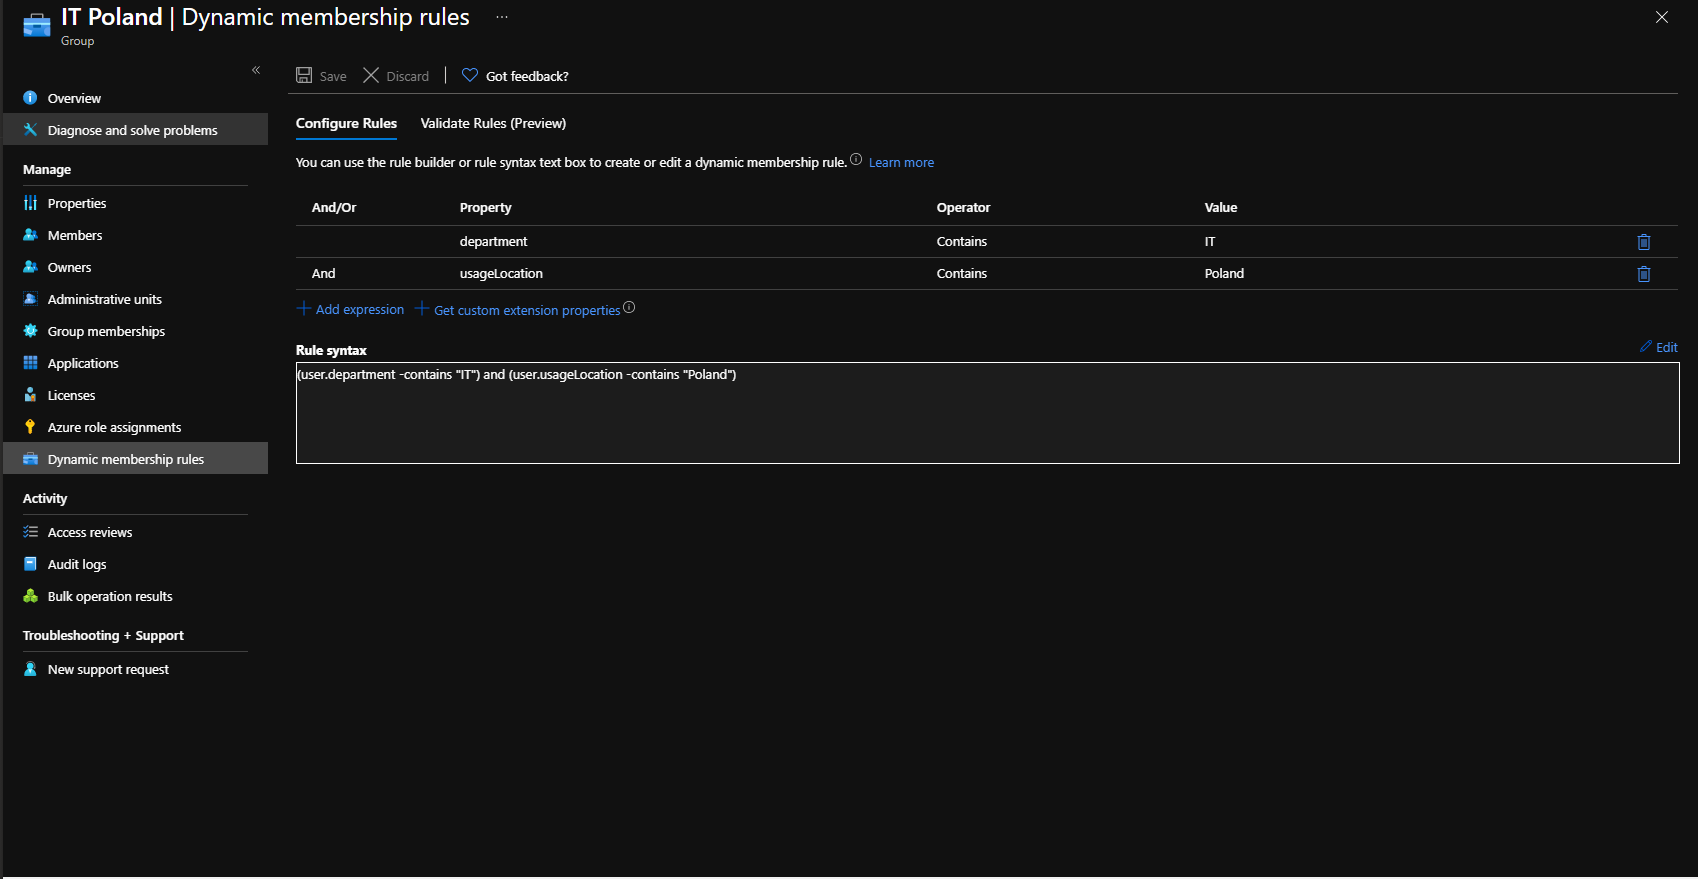 IT Poland | Dynamic membership rules ...
Group
Save Discard | Got feedback?
Overview
Diagnose and solve problems
Manage
Properties
Members
Owners
Administrative units
Group memberships
Applications
Licenses
Azure role assignments
Dynamic membership rules
Activity
Access reviews
Audit logs
Bulk operation results
Troubleshooting + Support
New support request
Configure Rules Validate Rules (Preview)
You can use the rule builder or rule syntax text box to create or edit a dynamic membership rule. Learn more
And/Or Property Operator Value
department Contains IT
And usageLocation Contains Poland
Add expression Get custom extension properties
Rule syntax Edit
(user.department -contains "IT") and (user.usageLocation -contains "Poland")